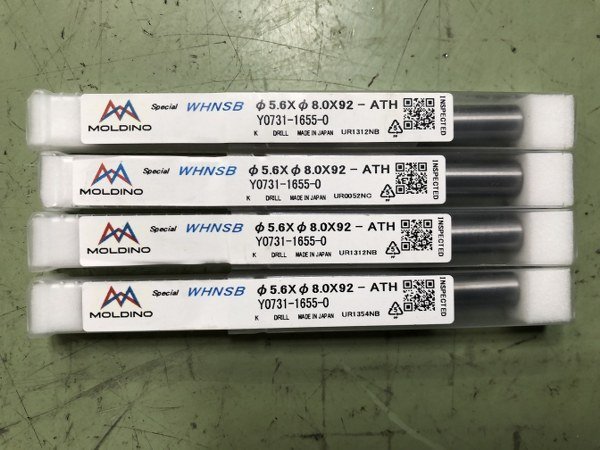 MOLDINO Special WHNSB φ5.6Xφ8.0X92-ATH INSPECTED
Y0731-1655-0
K DRILL MADE IN JAPAN UR1312NB
MOLDINO Special WHNSB φ5.6Xφ8.0X92-ATH INSPECTED
Y0731-1655-0
K DRILL MADE IN JAPAN UR0052NC
MOLDINO Special WHNSB φ5.6Xφ8.0X92-ATH INSPECTED
Y0731-1655-0
K DRILL MADE IN JAPAN UR1312NB
MOLDINO Special WHNSB φ5.6Xφ8.0X92-ATH INSPECTED
Y0731-1655-0
K DRILL MADE IN JAPAN UR1354NB